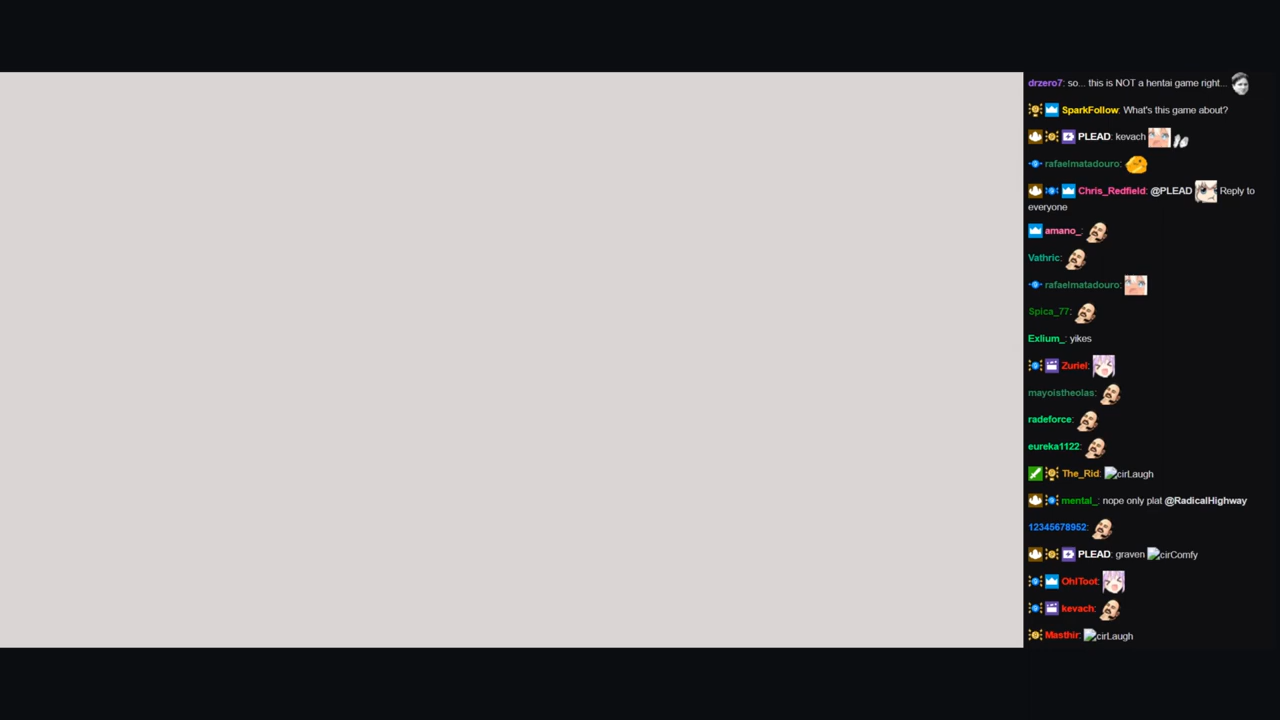 drzero7: so... this is NOT a hentai game right...
SparkFollow: What's this game about?
PLEAD: kevach
rafaelmatadouro:
Chris_Redfield: @PLEAD Reply to
everyone
amano_:
Vathric:
rafaelmatadouro:
Spica_77:
Exlium_: yikes
Zuriel:
mayoistheolas:
radeforce:
eureka1122:
The_Rid: cirLaugh
mental_: nope only plat @RadicalHighway
12345678952:
PLEAD: graven cirComfy
OhIToot:
kevach:
Masthir: cirLaugh